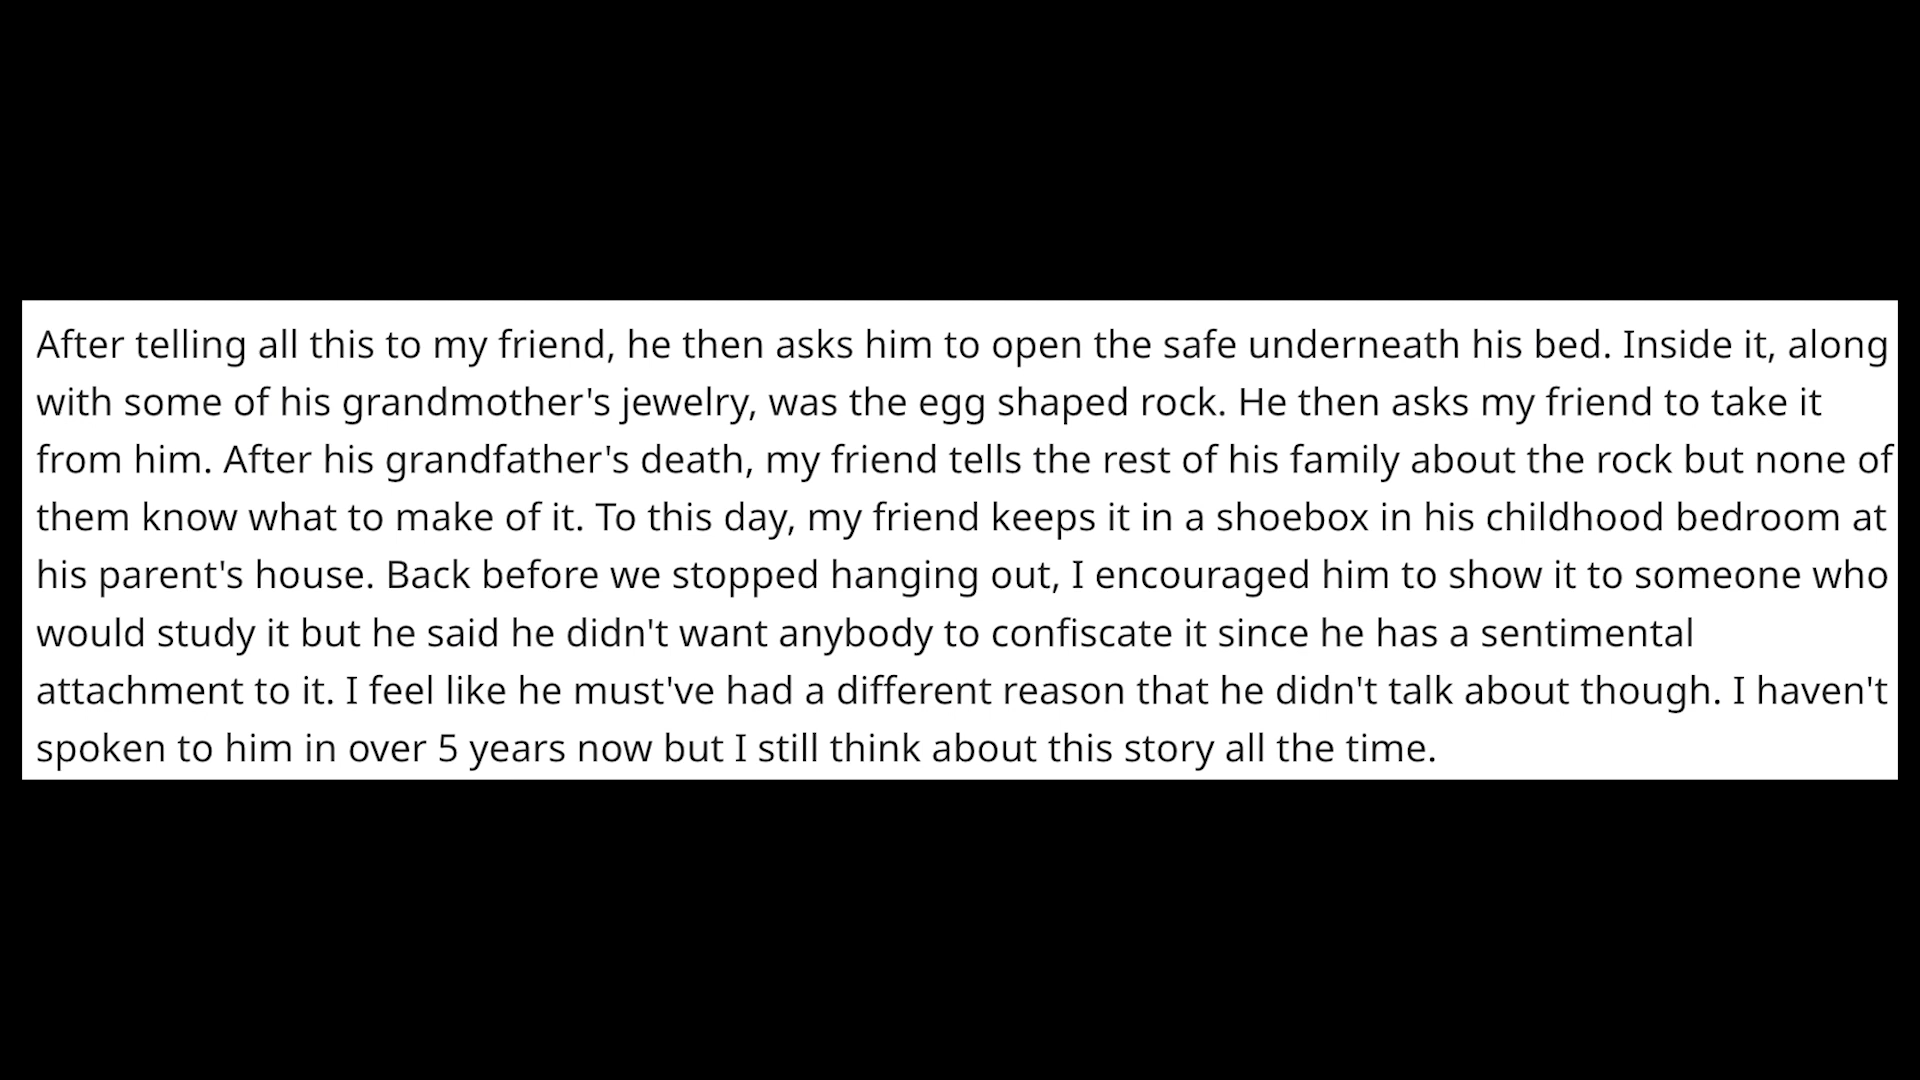 After telling all this to my friend, he then asks him to open the safe underneath his bed. Inside it, along
with some of his grandmother's jewelry, was the egg shaped rock. He then asks my friend to take it
from him. After his grandfather's death, my friend tells the rest of his family about the rock but none of
them know what to make of it. To this day, my friend keeps it in a shoebox in his childhood bedroom at
his parent's house. Back before we stopped hanging out, I encouraged him to show it to someone who
would study it but he said he didn't want anybody to confiscate it since he has a sentimental
attachment to it. I feel like he must've had a different reason that he didn't talk about though. I haven't
spoken to him in over 5 years now but I still think about this story all the time.